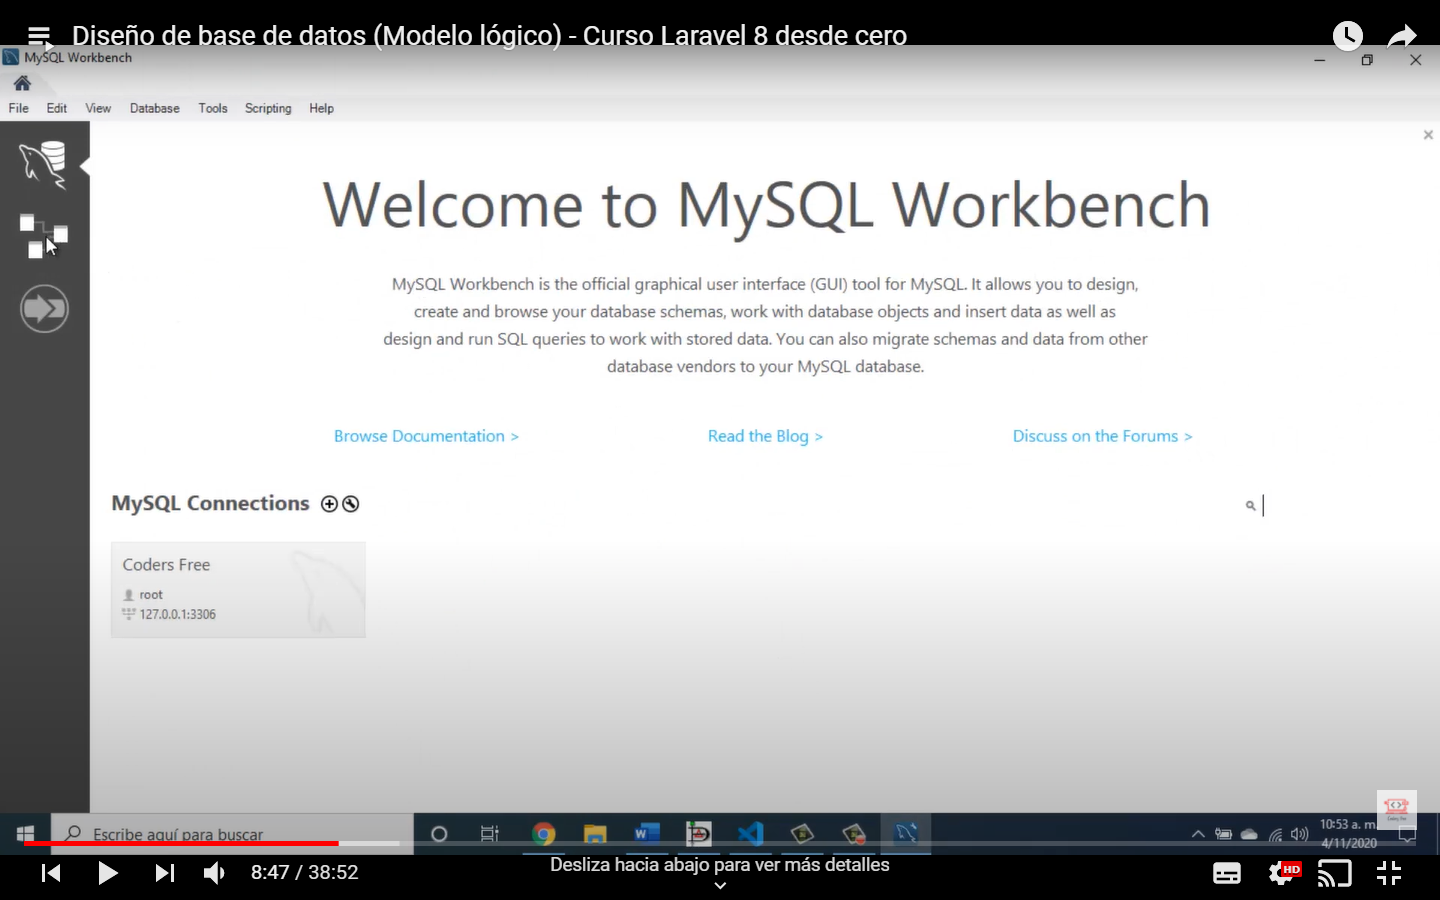 Diseño de base de datos (Modelo lógico) - Curso Laravel 8 desde cero
MySQL Workbench
File Edit View Database Tools Scripting Help
Welcome to MySQL Workbench
MySQL Workbench is the official graphical user interface (GUI) tool for MySQL. It allows you to design,
create and browse your database schemas, work with database objects and insert data as well as
design and run SQL queries to work with stored data. You can also migrate schemas and data from other
database vendors to your MySQL database.
Browse Documentation > Read the Blog > Discuss on the Forums >
MySQL Connections
Coders Free
root
127.0.0.1:3306
Escribe aquí para buscar
10:53 a. m.
4/11/2020
8:47 / 38:52
Desliza hacia abajo para ver más detalles
HD